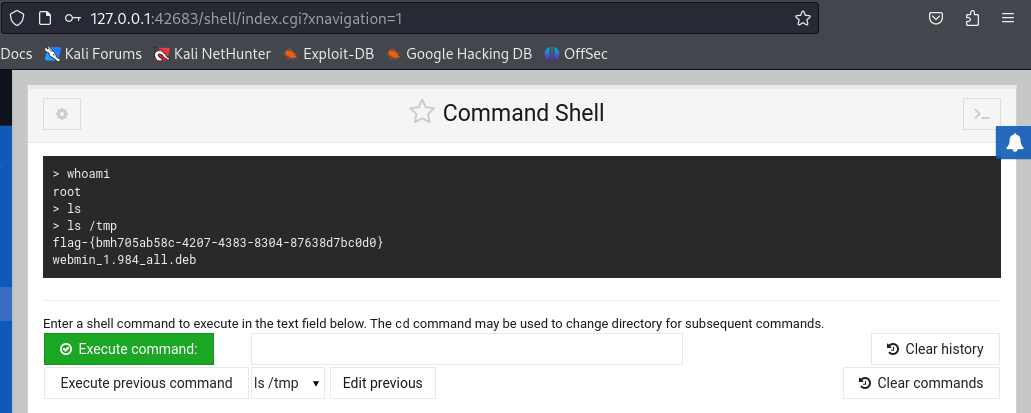 127.0.0.1:42683/shell/index.cgi?xnavigation=1
Docs Kali Forums Kali NetHunter Exploit-DB Google Hacking DB OffSec
Command Shell
>_
> whoami
root
> ls
> ls /tmp
flag-{bmh705ab58c-4207-4383-8304-87638d7bc0d0}
webmin_1.984_all.deb
Enter a shell command to execute in the text field below. The cd command may be used to change directory for subsequent commands.
Execute command: Clear history
Execute previous command ls /tmp Edit previous Clear commands